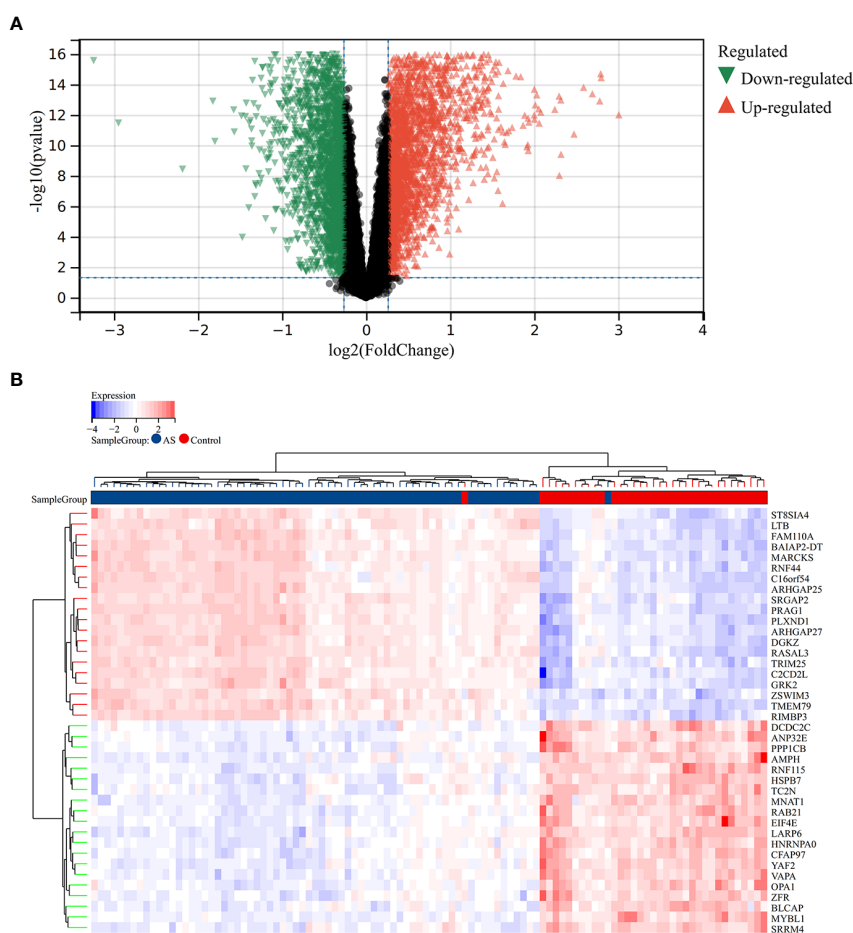 A
16
14
12
10
8
6
4
2
0
-log10(pvalue)
−3
−2
−1
0
1
2
3
4
log2(FoldChange)
Regulated
Down-regulated
Up-regulated
B
Expression
−4 −2 0 2
SampleGroup: AS Control
SampleGroup
ST8SIA4
LTB
FAM110A
BAIAP2-DT
MARCKS
RNF44
C16orf54
ARHGAP25
SRGAP2
PRAG1
PLXND1
ARHGAP27
DGKZ
RASAL3
TRIM25
C2CD2L
GRK2
ZSWIM3
TMEM79
RIMBP3
DCDC2C
ANP32E
PPP1CB
AMPH
RNF115
HSPB7
TC2N
MNAT1
RAB21
EIF4E
LARP6
HNRNPA0
CFAP97
YAF2
VAPA
OPA1
ZFR
BLCAP
MYBL1
SRRM4